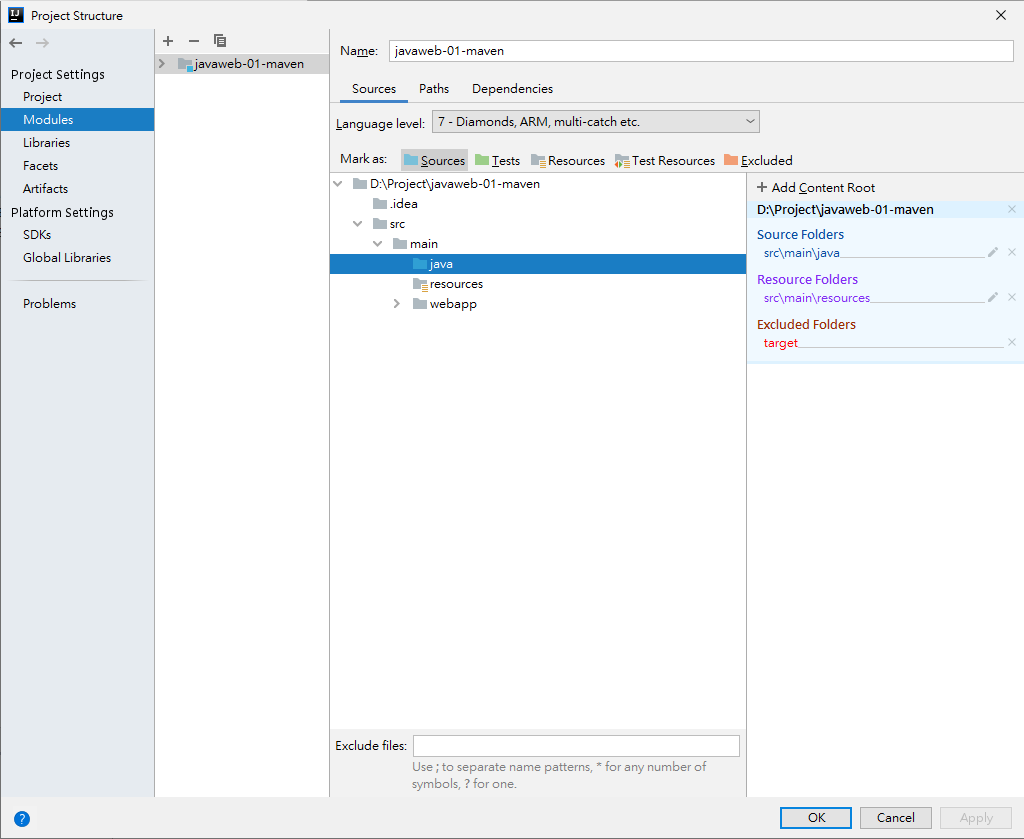 Project Structure
Project Settings
Project
Modules
Libraries
Facets
Artifacts
Platform Settings
SDKs
Global Libraries
Problems
javaweb-01-maven
Name: javaweb-01-maven
Sources Paths Dependencies
Language level: 7 - Diamonds, ARM, multi-catch etc.
Mark as: Sources Tests Resources Test Resources Excluded
D:\Project\javaweb-01-maven
.idea
src
main
java
resources
webapp
Exclude files:
Use ; to separate name patterns, * for any number of
symbols, ? for one.
+ Add Content Root
D:\Project\javaweb-01-maven
Source Folders
src\main\java
Resource Folders
src\main\resources
Excluded Folders
target
? OK Cancel Apply